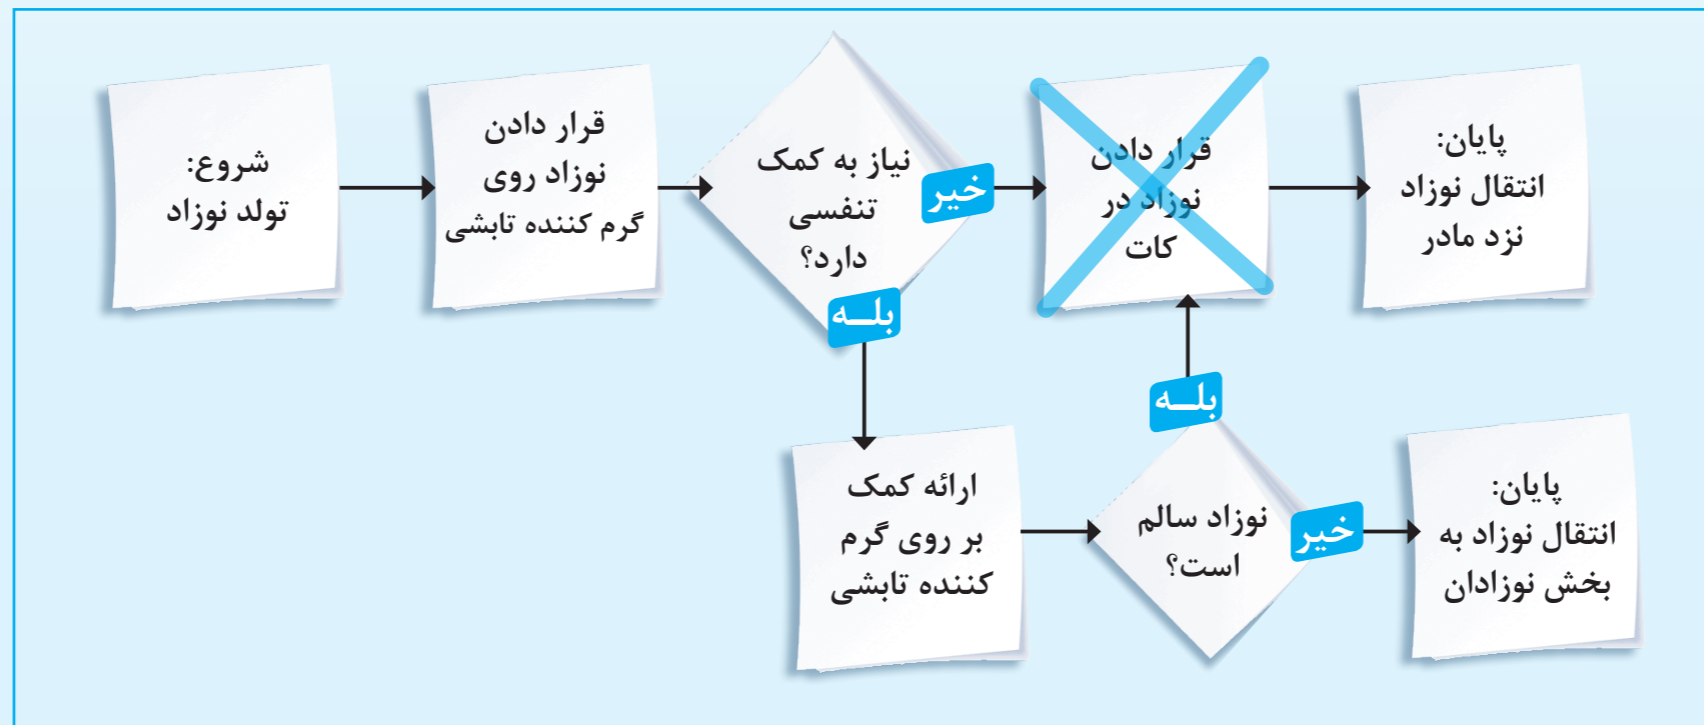 شروع:
تولد نوزاد
قرار دادن
نوزاد روی
گرم کننده تابشی
نیاز به کمک
تنفسی
دارد؟
خیر
بلــه
قرار دادن
نوزاد در
کات
پایان:
انتقال نوزاد
نزد مادر
ارائه کمک
بر روی گرم
کننده تابشی
نوزاد سالم
است؟
بلــه
خیر
پایان:
انتقال نوزاد به
بخش نوزادان